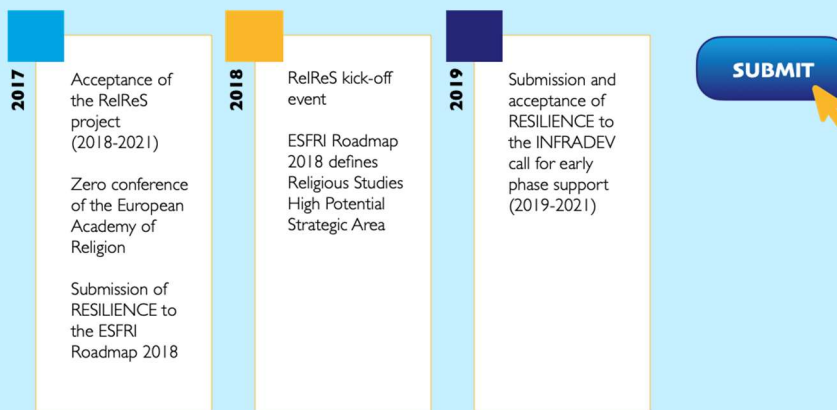 2017
Acceptance of
the ReIReS
project
(2018-2021)
Zero conference
of the European
Academy of
Religion
Submission of
RESILIENCE to
the ESFRI
Roadmap 2018
2018
ReIReS kick-off
event
ESFRI Roadmap
2018 defines
Religious Studies
High Potential
Strategic Area
2019
Submission and
acceptance of
RESILIENCE to
the INFRADEV
call for early
phase support
(2019-2021)
SUBMIT